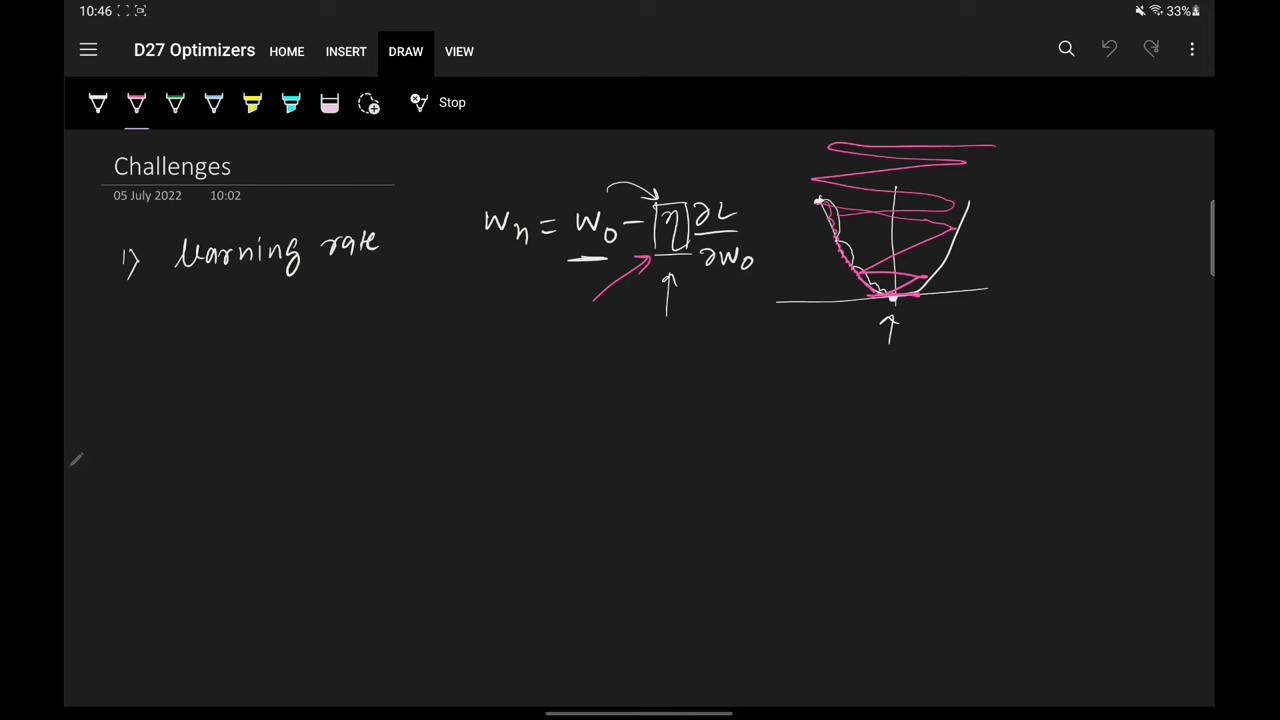 10:46 33%
D27 Optimizers HOME INSERT DRAW VIEW
Stop
Challenges
05 July 2022 10:02
1) learning rate
Wn = W0 - η ∂L/∂W0